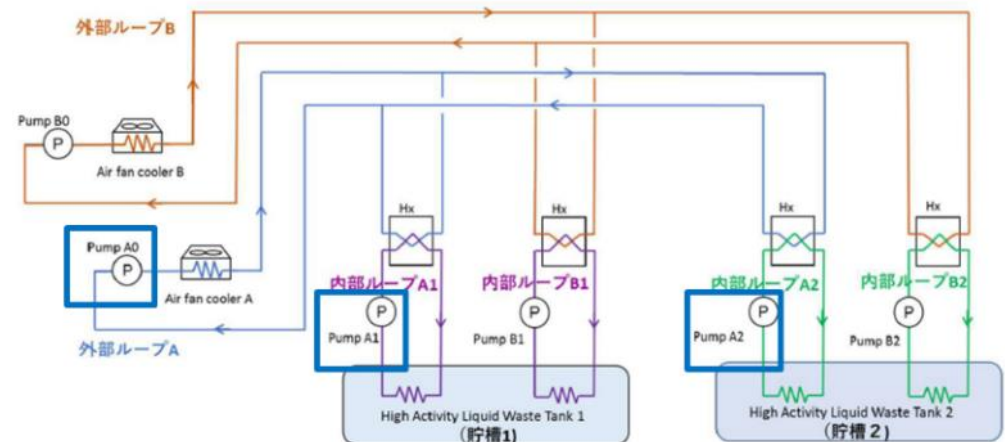 外部ループB
Pump B0
P
Air fan cooler B
Pump A0
P
Air fan cooler A
外部ループA
Hx
Hx
Hx
Hx
内部ループA1
内部ループB1
内部ループA2
内部ループB2
P
P
P
P
Pump A1
Pump B1
Pump A2
Pump B2
High Activity Liquid Waste Tank 1
(貯槽1)
High Activity Liquid Waste Tank 2
(貯槽２)